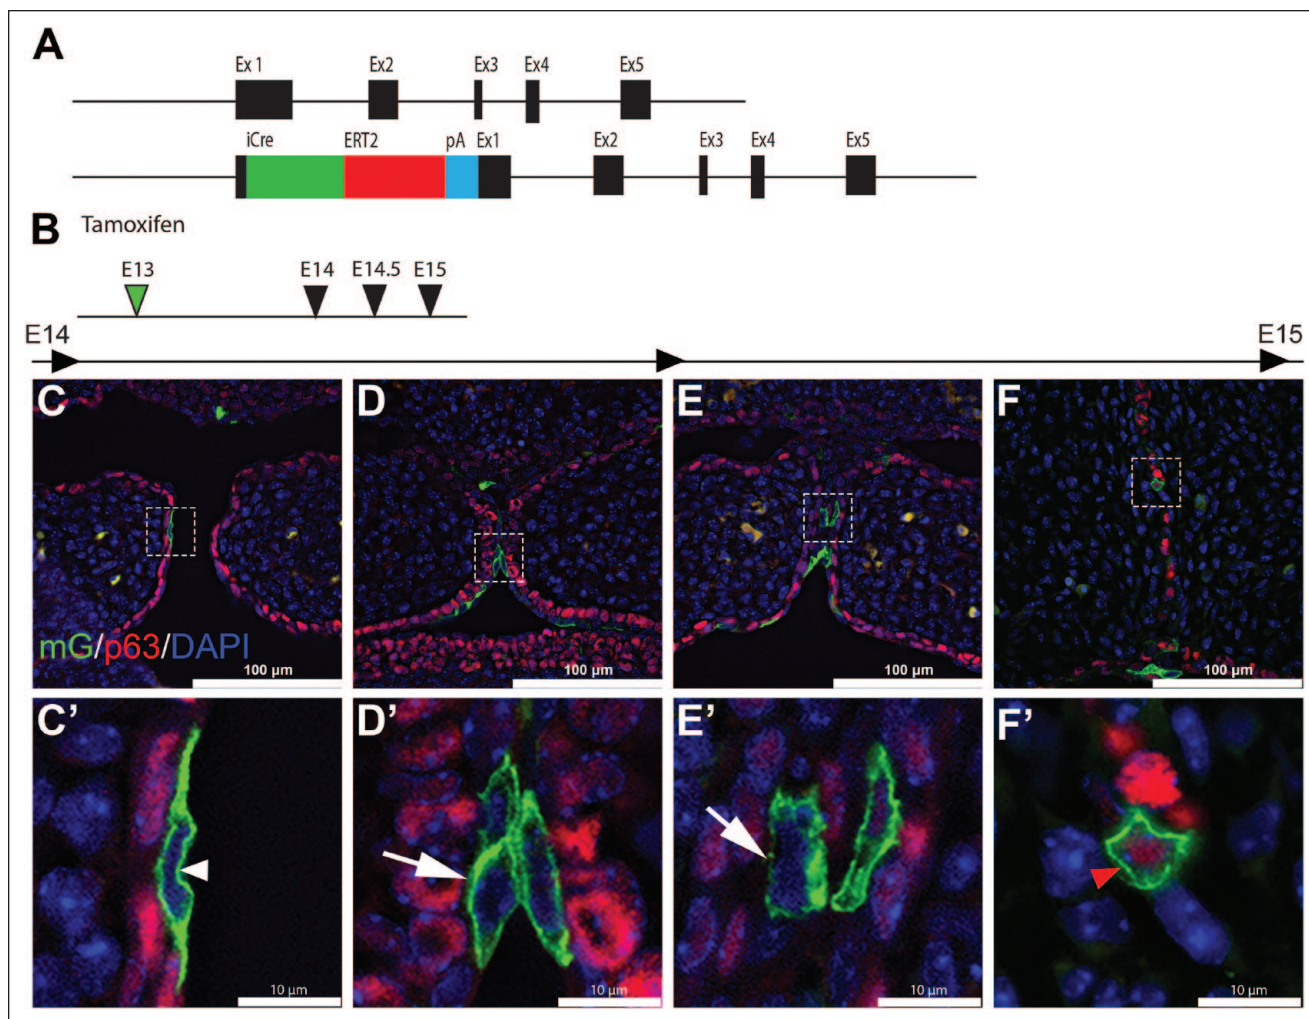 A
Ex 1 Ex2 Ex3 Ex4 Ex5
iCre ERT2 pA Ex1 Ex2 Ex3 Ex4 Ex5
B Tamoxifen
E13 E14 E14.5 E15
E14 E15
C D E F
mG/p63/DAPI
100 µm 100 µm 100 µm 100 µm
C' D' E' F'
10 µm 10 µm 10 µm 10 µm